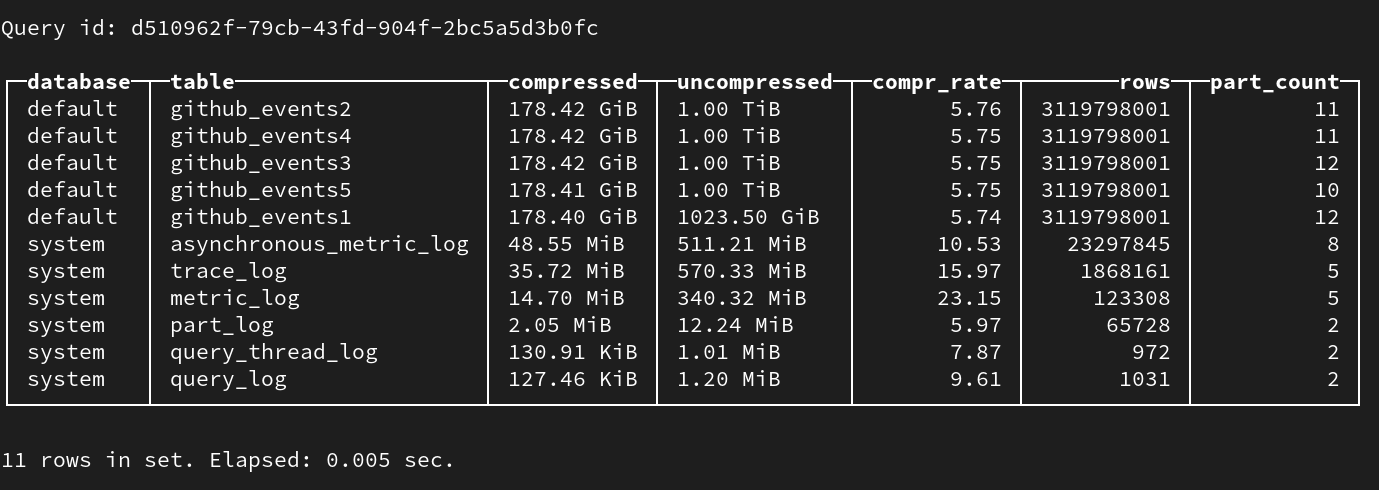 Query id: d510962f-79cb-43fd-904f-2bc5a5d3b0fc
database table compressed uncompressed compr_rate rows part_count
default github_events2 178.42 GiB 1.00 TiB 5.76 3119798001 11
default github_events4 178.42 GiB 1.00 TiB 5.75 3119798001 11
default github_events3 178.42 GiB 1.00 TiB 5.75 3119798001 12
default github_events5 178.41 GiB 1.00 TiB 5.75 3119798001 10
default github_events1 178.40 GiB 1023.50 GiB 5.74 3119798001 12
system asynchronous_metric_log 48.55 MiB 511.21 MiB 10.53 23297845 8
system trace_log 35.72 MiB 570.33 MiB 15.97 1868161 5
system metric_log 14.70 MiB 340.32 MiB 23.15 123308 5
system part_log 2.05 MiB 12.24 MiB 5.97 65728 2
system query_thread_log 130.91 KiB 1.01 MiB 7.87 972 2
system query_log 127.46 KiB 1.20 MiB 9.61 1031 2
11 rows in set. Elapsed: 0.005 sec.